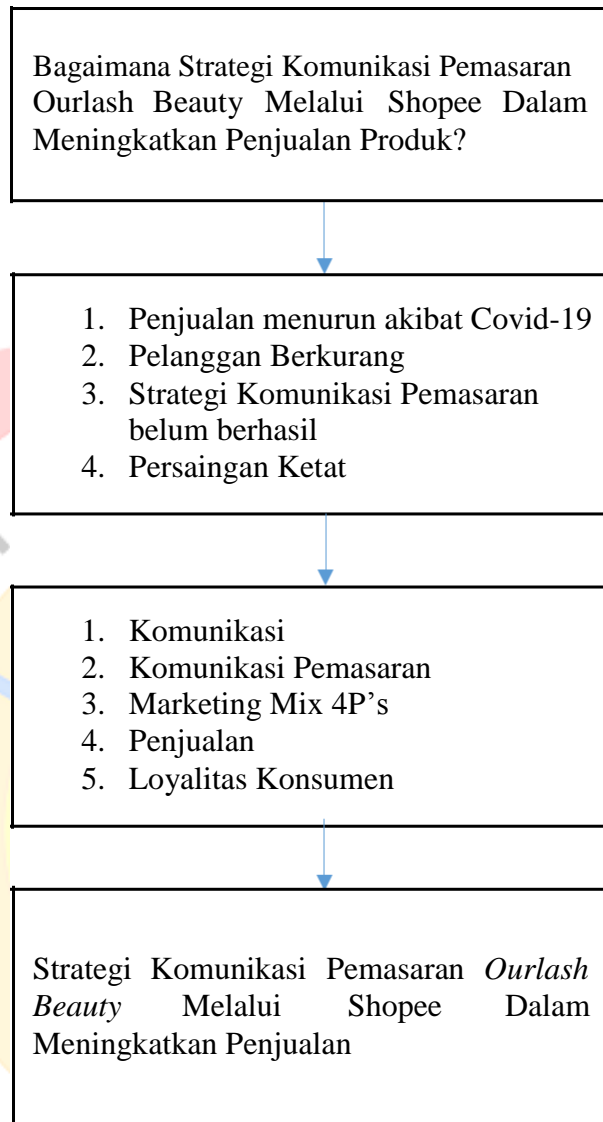 Bagaimana Strategi Komunikasi Pemasaran
Ourlash Beauty Melalui Shopee Dalam
Meningkatkan Penjualan Produk?
1. Penjualan menurun akibat Covid-19
2. Pelanggan Berkurang
3. Strategi Komunikasi Pemasaran
belum berhasil
4. Persaingan Ketat
1. Komunikasi
2. Komunikasi Pemasaran
3. Marketing Mix 4P’s
4. Penjualan
5. Loyalitas Konsumen
Strategi Komunikasi Pemasaran Ourlash
Beauty Melalui Shopee Dalam
Meningkatkan Penjualan